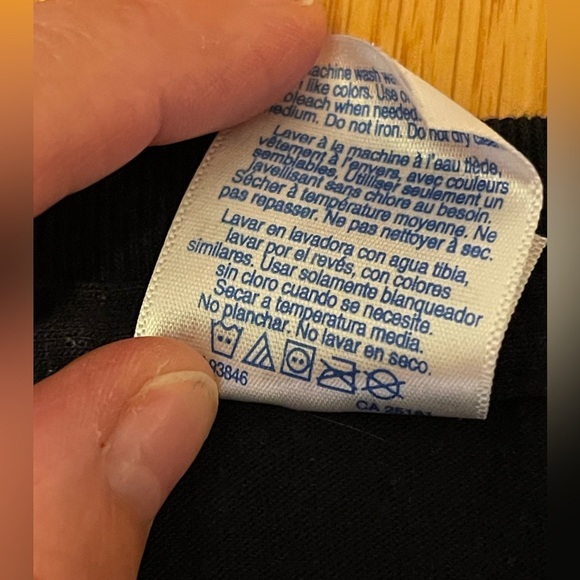 achine wash wa
like colors. Use o
bleach when needed.
edium. Do not iron. Do not dry clean
Laver à la machine à l'eau tiède,
vêtement à l'envers, avec couleurs
semblables. Utiliser seulement un
javellisant sans chlore au besoin.
Sécher à température moyenne. Ne
pas repasser. Ne pas nettoyer à sec.
Lavar en lavadora con agua tibia,
lavar por el revés, con colores
similares. Usar solamente blanqueador
sin cloro cuando se necesite.
Secar a temperatura media.
No planchar. No lavar en seco.
93846
CA